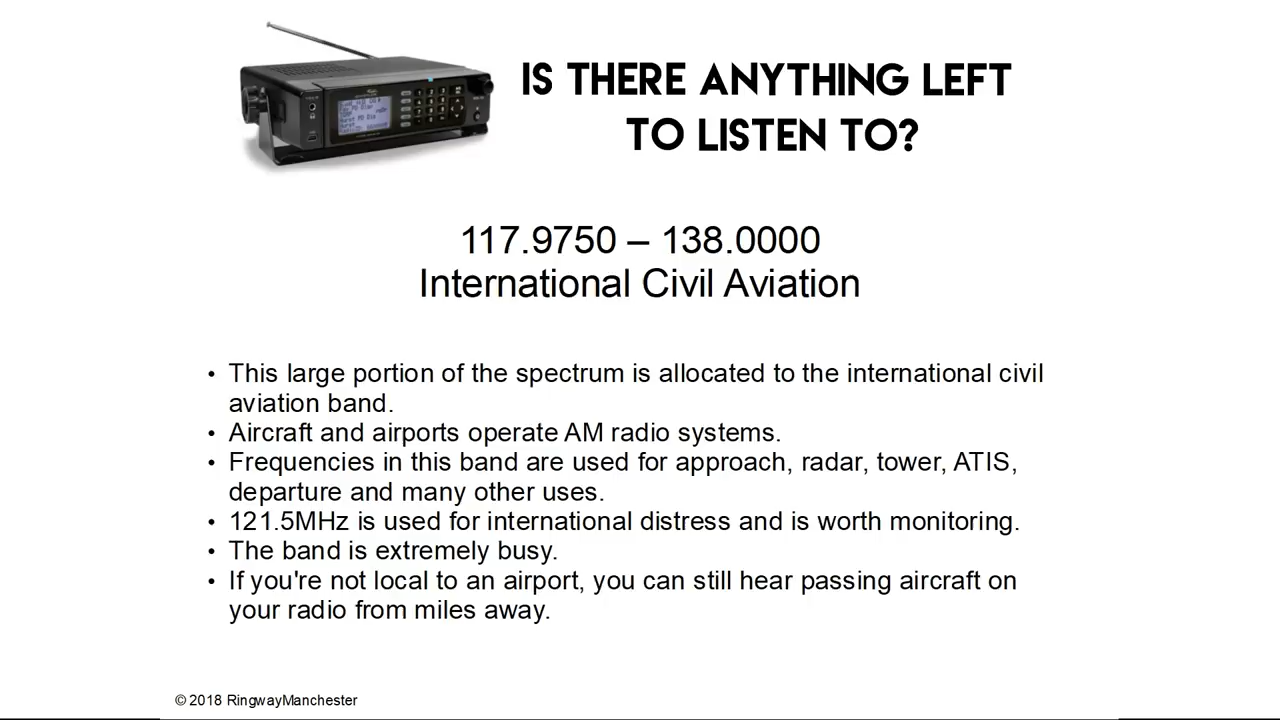 IS THERE ANYTHING LEFT
TO LISTEN TO?
117.9750 – 138.0000
International Civil Aviation
• This large portion of the spectrum is allocated to the international civil
aviation band.
• Aircraft and airports operate AM radio systems.
• Frequencies in this band are used for approach, radar, tower, ATIS,
departure and many other uses.
• 121.5MHz is used for international distress and is worth monitoring.
• The band is extremely busy.
• If you're not local to an airport, you can still hear passing aircraft on
your radio from miles away.
© 2018 RingwayManchester